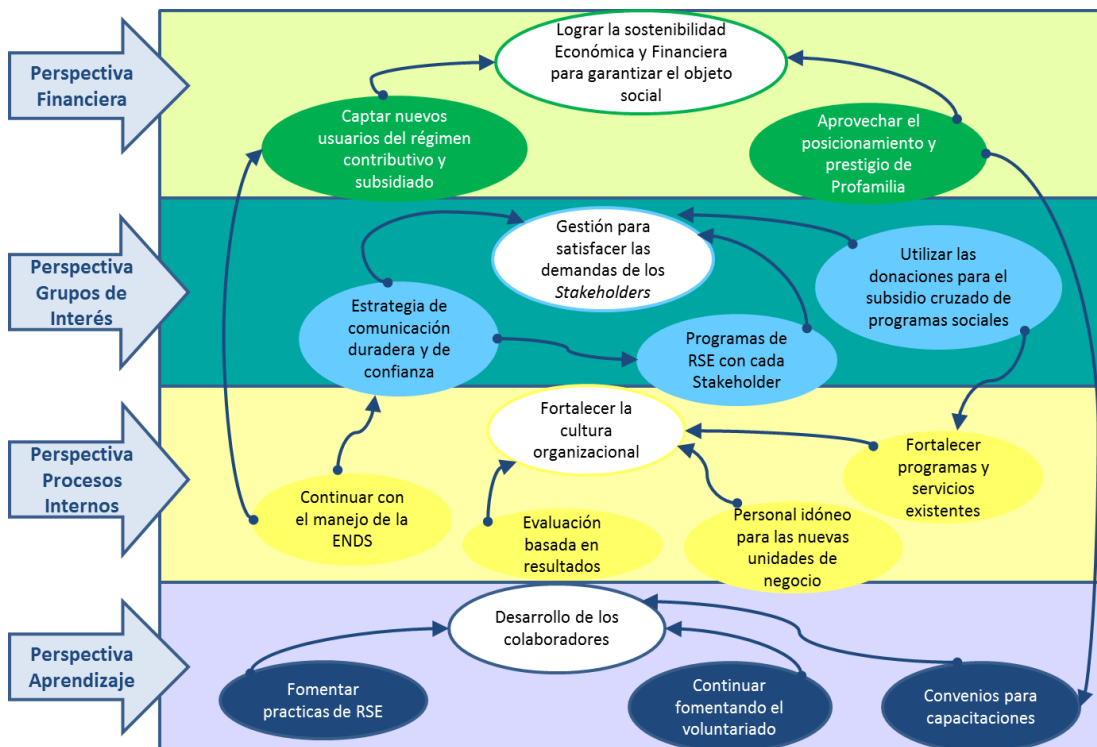 Perspectiva
Financiera
Lograr la sostenibilidad
Económica y Financiera
para garantizar el objeto
social
Captar nuevos
usuarios del régimen
contributivo y
subsidiado
Aprovechar el
posicionamiento y
prestigio de
Profamilia
Perspectiva
Grupos de
Interés
Gestión para
satisfacer las
demandas de los
Stakeholders
Utilizar las
donaciones para el
subsidio cruzado de
programas sociales
Estrategia de
comunicación
duradera y de
confianza
Programas de
RSE con cada
Stakeholder
Perspectiva
Procesos
Internos
Fortalecer la
cultura
organizacional
Fortalecer
programas y
servicios
existentes
Continuar con
el manejo de la
ENDS
Evaluación
basada en
resultados
Personal idóneo
para las nuevas
unidades de
negocio
Perspectiva
Aprendizaje
Desarrollo de los
colaboradores
Fomentar
practicas de RSE
Continuar
fomentando el
voluntariado
Convenios para
capacitaciones